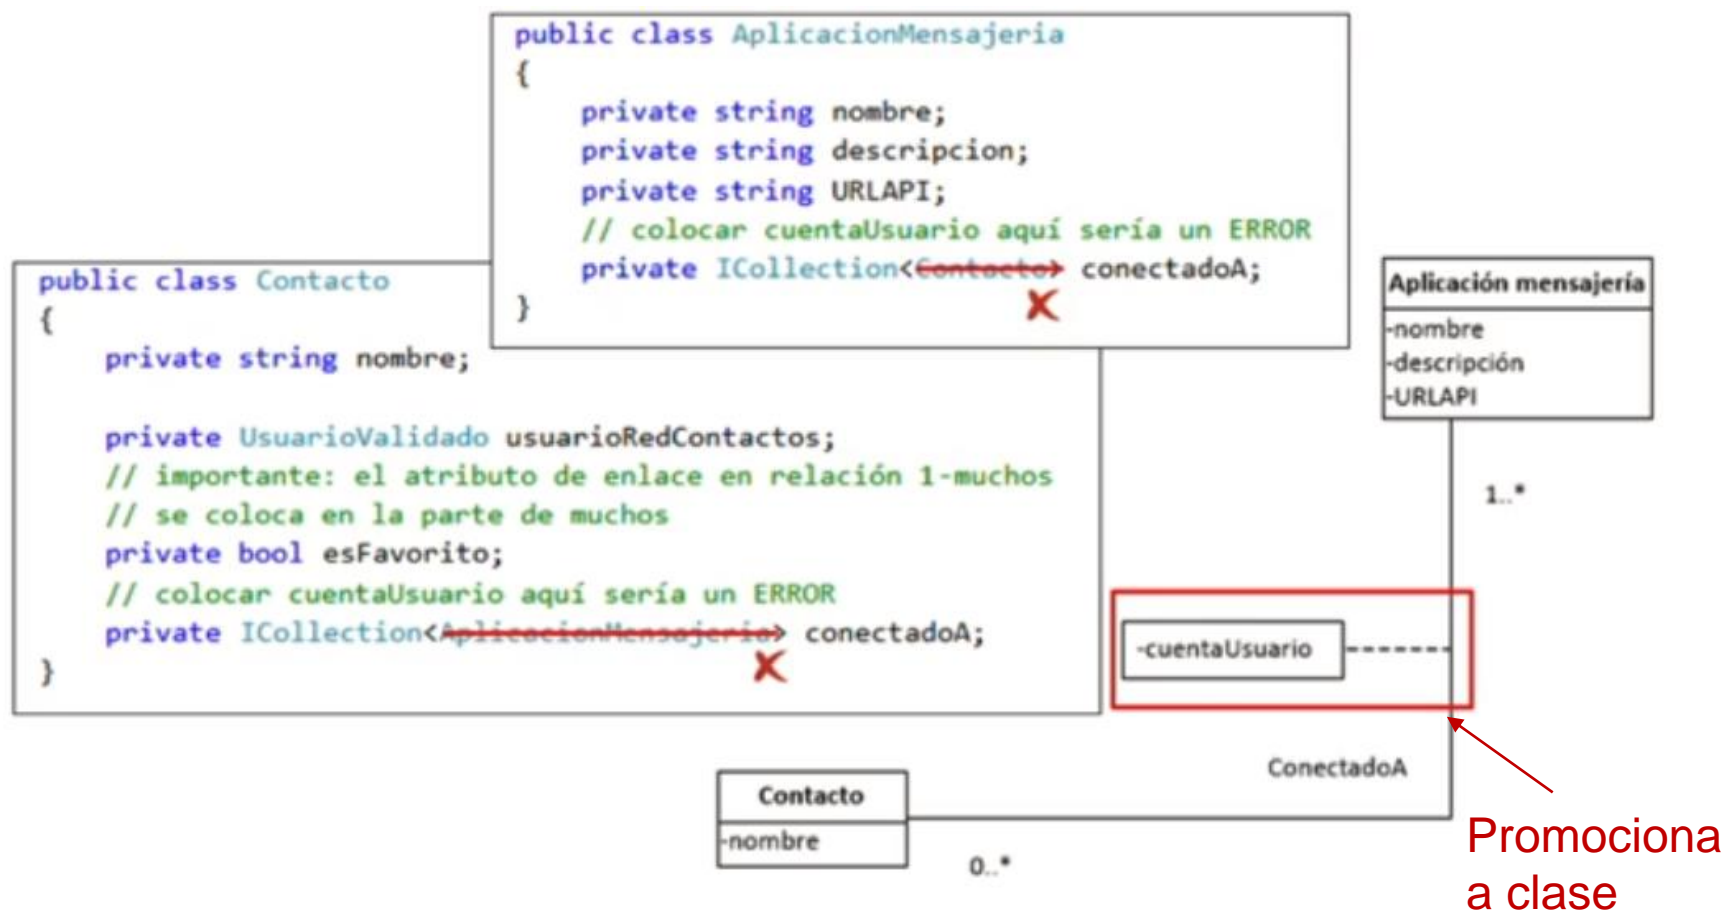 public class AplicacionMensajeria
{
private string nombre;
private string descripcion;
private string URLAPI;
// colocar cuentaUsuario aquí sería un ERROR
private ICollection<Contacto> conectadoA;
}
public class Contacto
{
private string nombre;
private UsuarioValidado usuarioRedContactos;
// importante: el atributo de enlace en relación 1-muchos
// se coloca en la parte de muchos
private bool esFavorito;
// colocar cuentaUsuario aquí sería un ERROR
private ICollection<AplicacionMensajeria> conectadoA;
}
Aplicación mensajería
-nombre
-descripción
-URLAPI
1..*
-cuentaUsuario
ConectadoA
Contacto
-nombre
0..*
Promociona
a clase